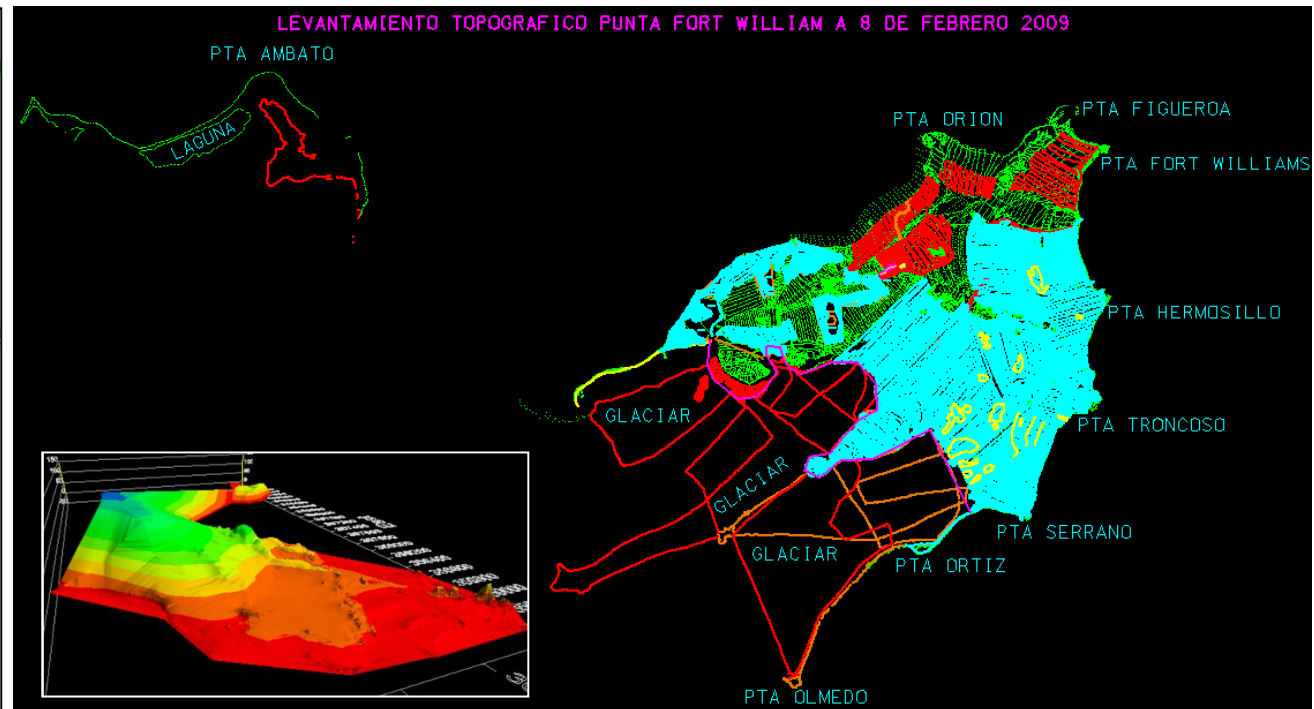 LEVANTAMIENTO TOPOGRAFICO PUNTA FORT WILLIAM A 8 DE FEBRERO 2009
PTA AMBATO
LAGUNA
PTA ORION
PTA FIGUEROA
PTA FORT WILLIAMS
PTA HERMOSILLO
GLACIAR
PTA TRONCOSO
GLACIAR
PTA SERRANO
GLACIAR
PTA ORTIZ
PTA OLMEDO